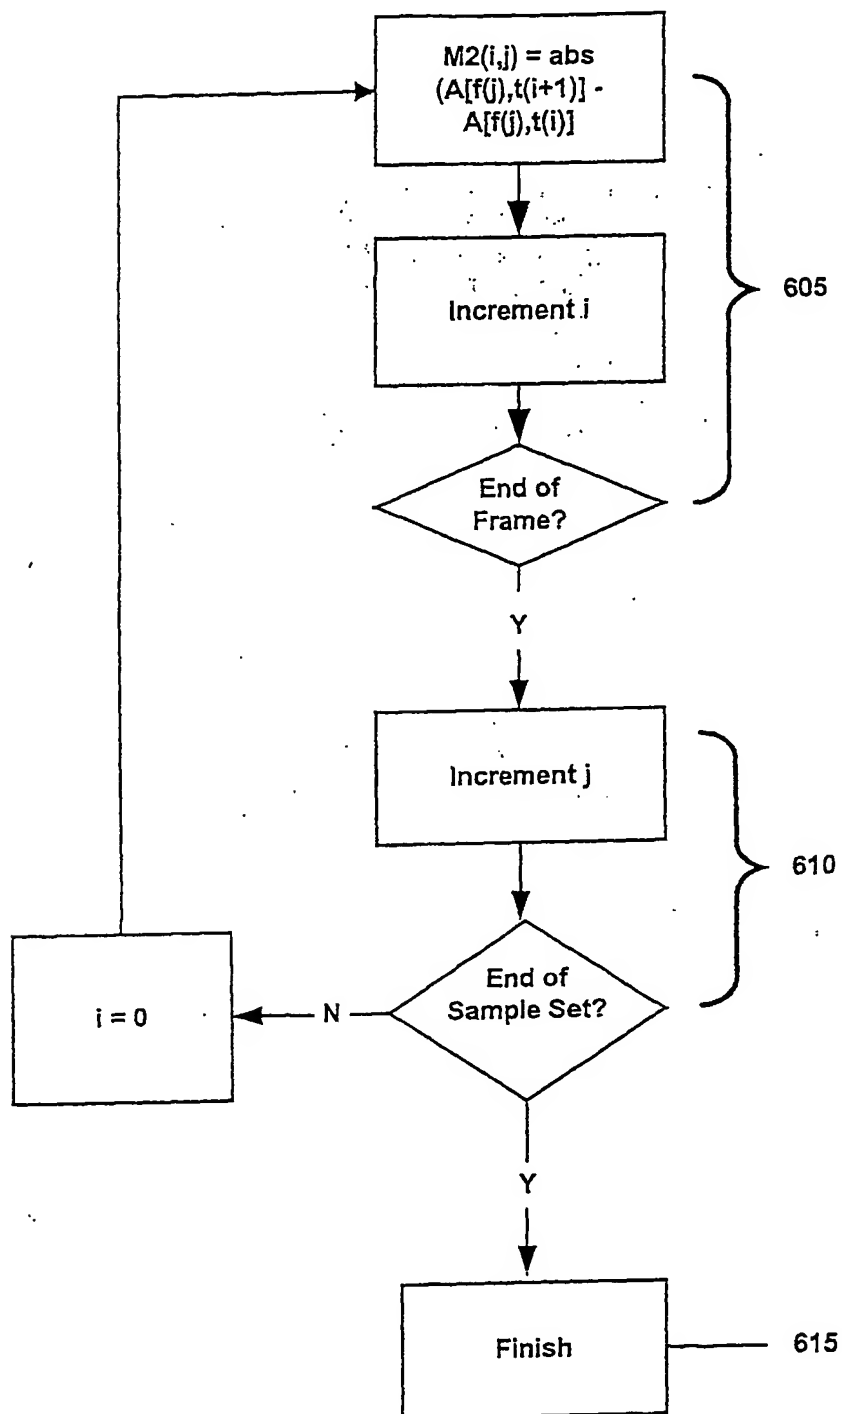 M2(i,j) = abs
(A[f(j),t(i+1)] -
A[f(j),t(i)]
605
Increment i
End of
Frame?
Y
Increment j
610
End of
Sample Set?
N
i = 0
Y
Finish
615